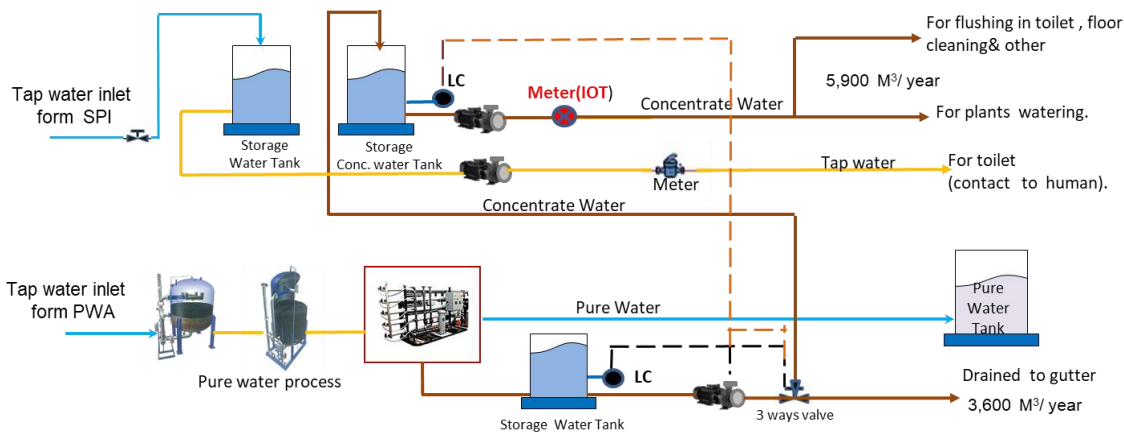 For flushing in toilet , floor
cleaning& other
5,900 M³/ year
Tap water inlet
form SPI
LC
Meter(IOT)
Concentrate Water
For plants watering.
Storage
Water Tank
Storage
Conc. water Tank
Meter
Tap water
For toilet
(contact to human).
Concentrate Water
Tap water inlet
form PWA
Pure water process
Pure Water
Pure
Water
Tank
LC
Storage Water Tank
3 ways valve
Drained to gutter
3,600 M³/ year